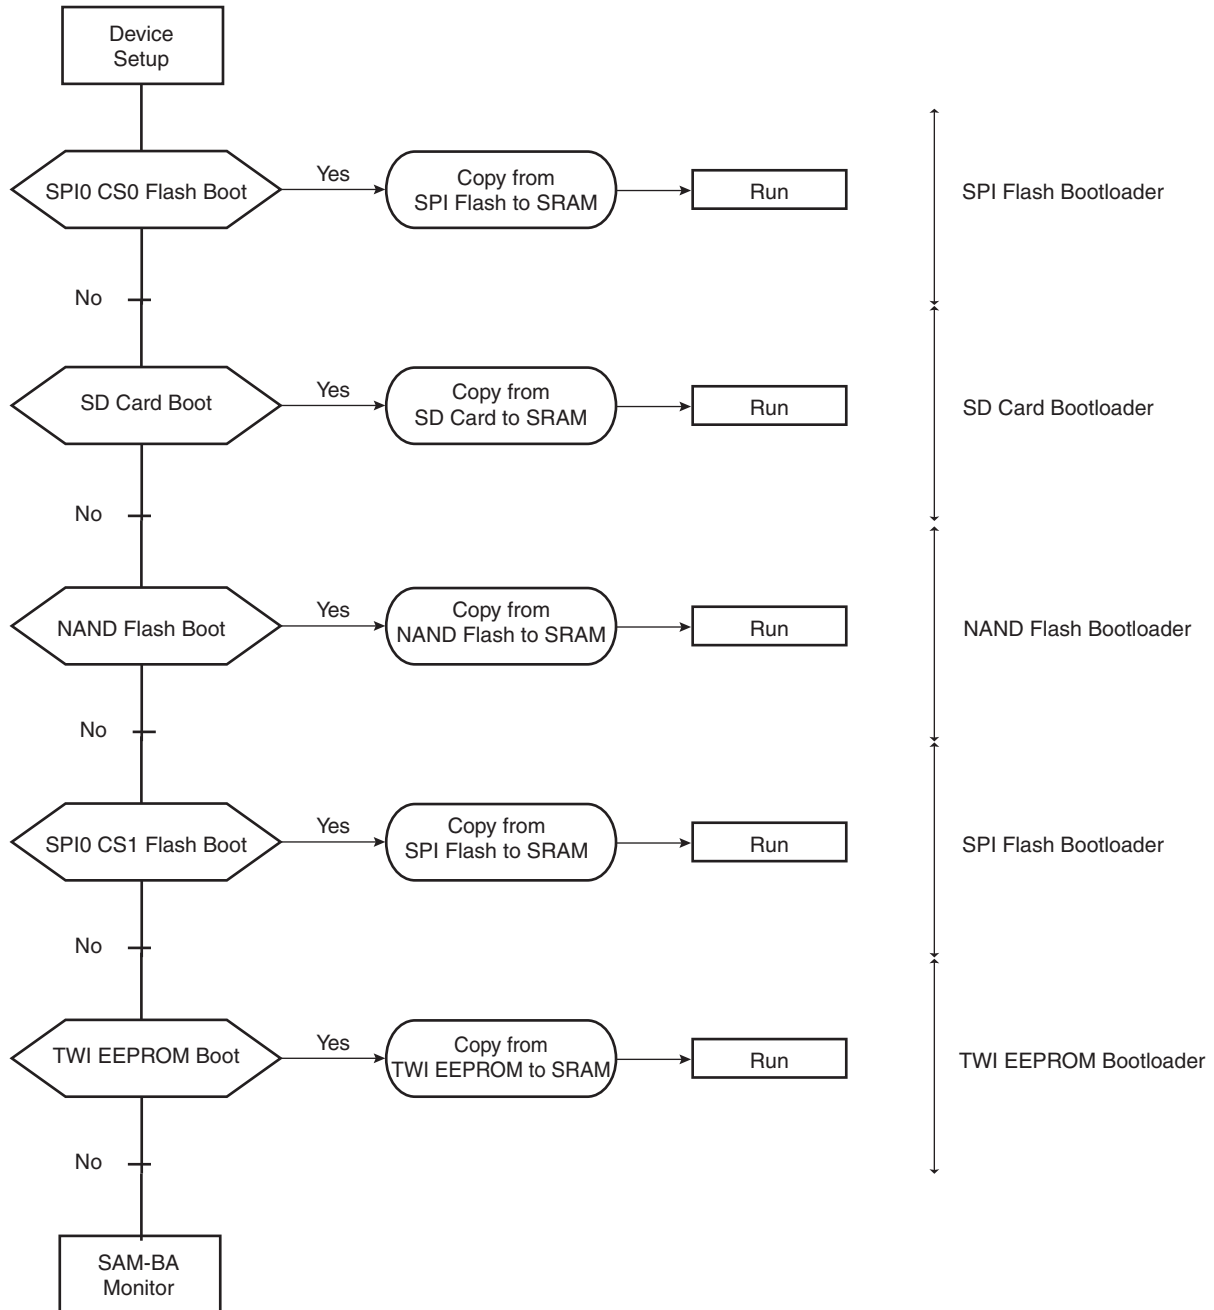 Device
Setup
SPI0 CS0 Flash Boot
Yes
Copy from
SPI Flash to SRAM
Run
SPI Flash Bootloader
No
SD Card Boot
Yes
Copy from
SD Card to SRAM
Run
SD Card Bootloader
No
NAND Flash Boot
Yes
Copy from
NAND Flash to SRAM
Run
NAND Flash Bootloader
No
SPI0 CS1 Flash Boot
Yes
Copy from
SPI Flash to SRAM
Run
SPI Flash Bootloader
No
TWI EEPROM Boot
Yes
Copy from
TWI EEPROM to SRAM
Run
TWI EEPROM Bootloader
No
SAM-BA
Monitor